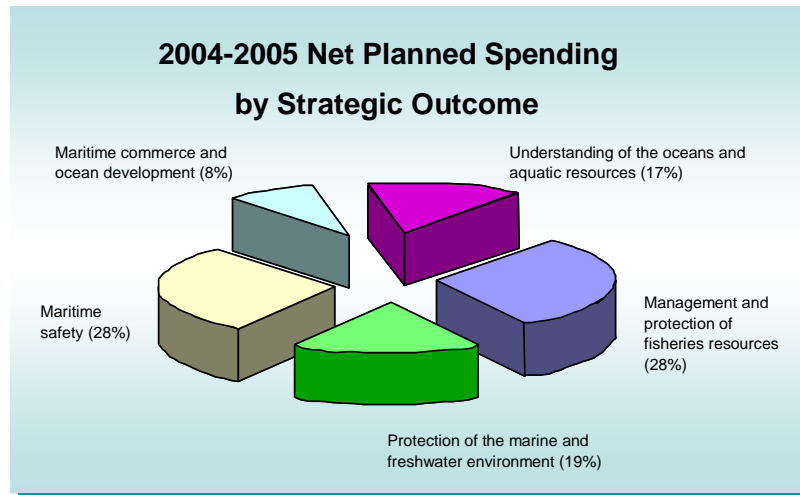 2004-2005 Net Planned Spending
by Strategic Outcome
Maritime commerce and
ocean development (8%)
Understanding of the oceans and
aquatic resources (17%)
Maritime
safety (28%)
Management and
protection of
fisheries resources
(28%)
Protection of the marine and
freshwater environment (19%)